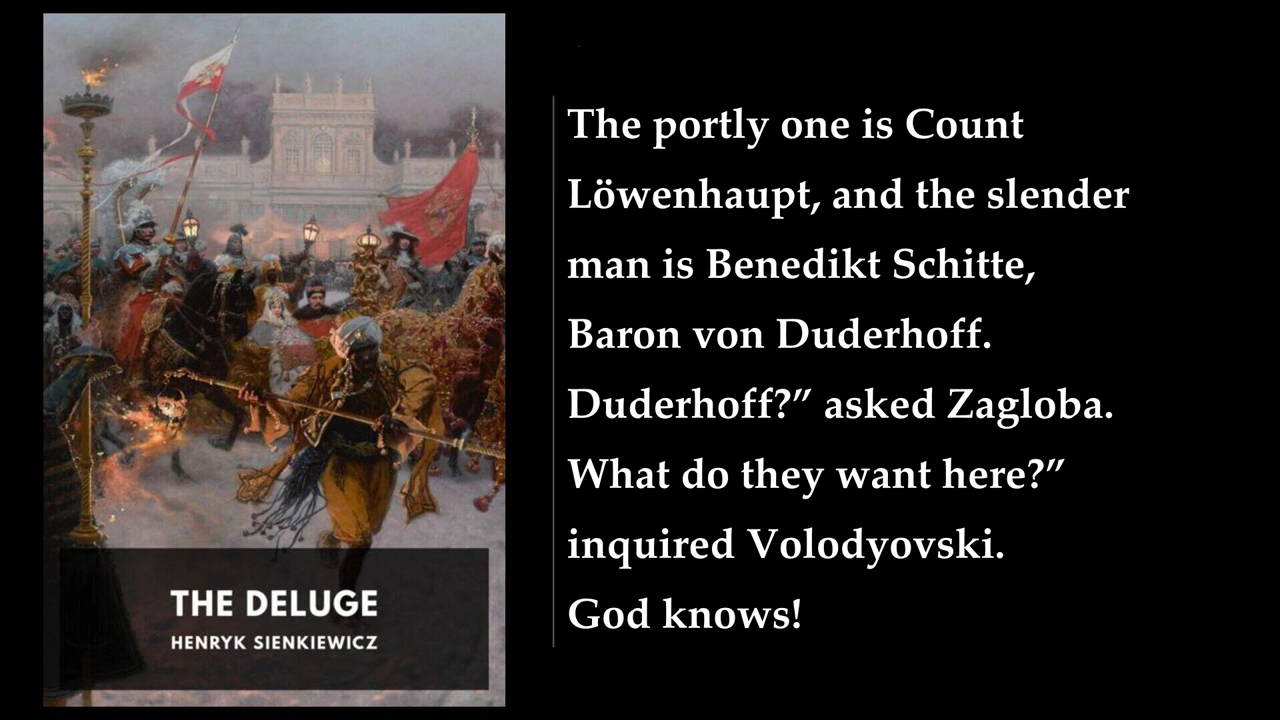 The portly one is Count
Löwenhaupt, and the slender
man is Benedikt Schitte,
Baron von Duderhoff.
Duderhoff?” asked Zagloba.
What do they want here?”
inquired Volodyovski.
God knows!
THE DELUGE
HENRYK SIENKIEWICZ